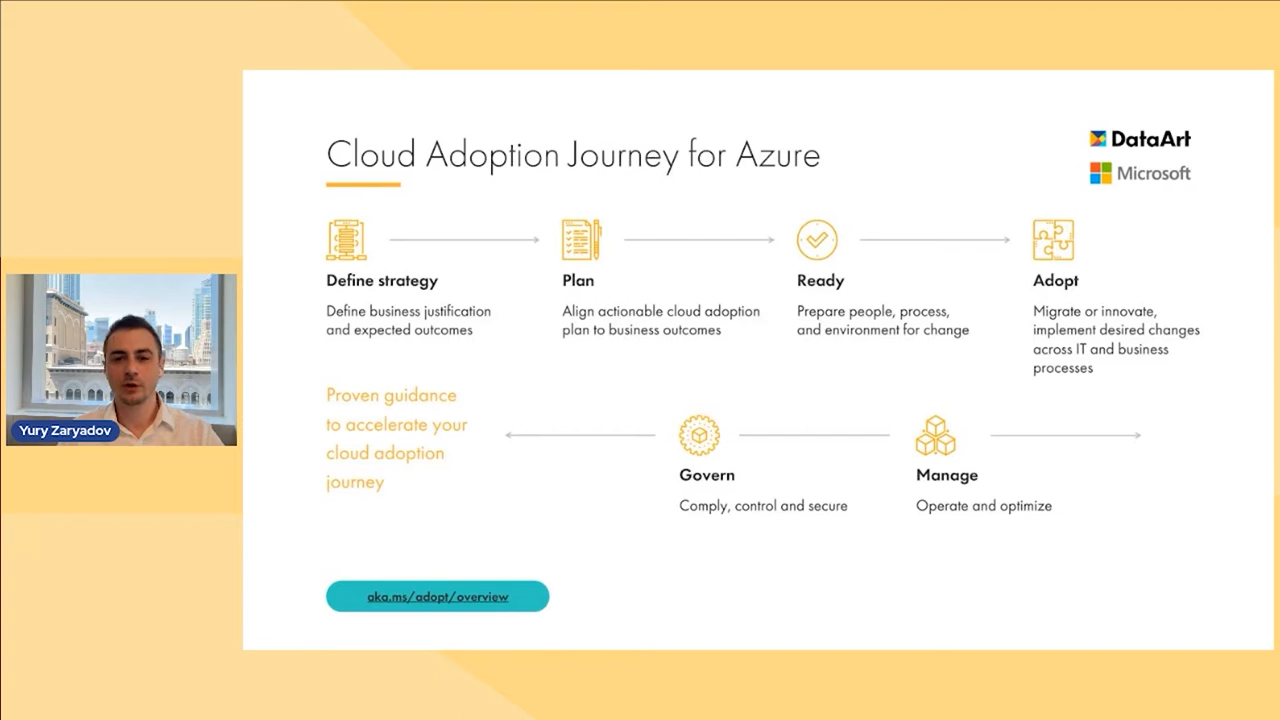 Cloud Adoption Journey for Azure
DataArt
Microsoft
Define strategy
Define business justification
and expected outcomes
Plan
Align actionable cloud adoption
plan to business outcomes
Ready
Prepare people, process,
and environment for change
Adopt
Migrate or innovate,
implement desired changes
across IT and business
processes
Proven guidance
to accelerate your
cloud adoption
journey
Govern
Comply, control and secure
Manage
Operate and optimize
aka.ms/adopt/overview
Yury Zaryadov